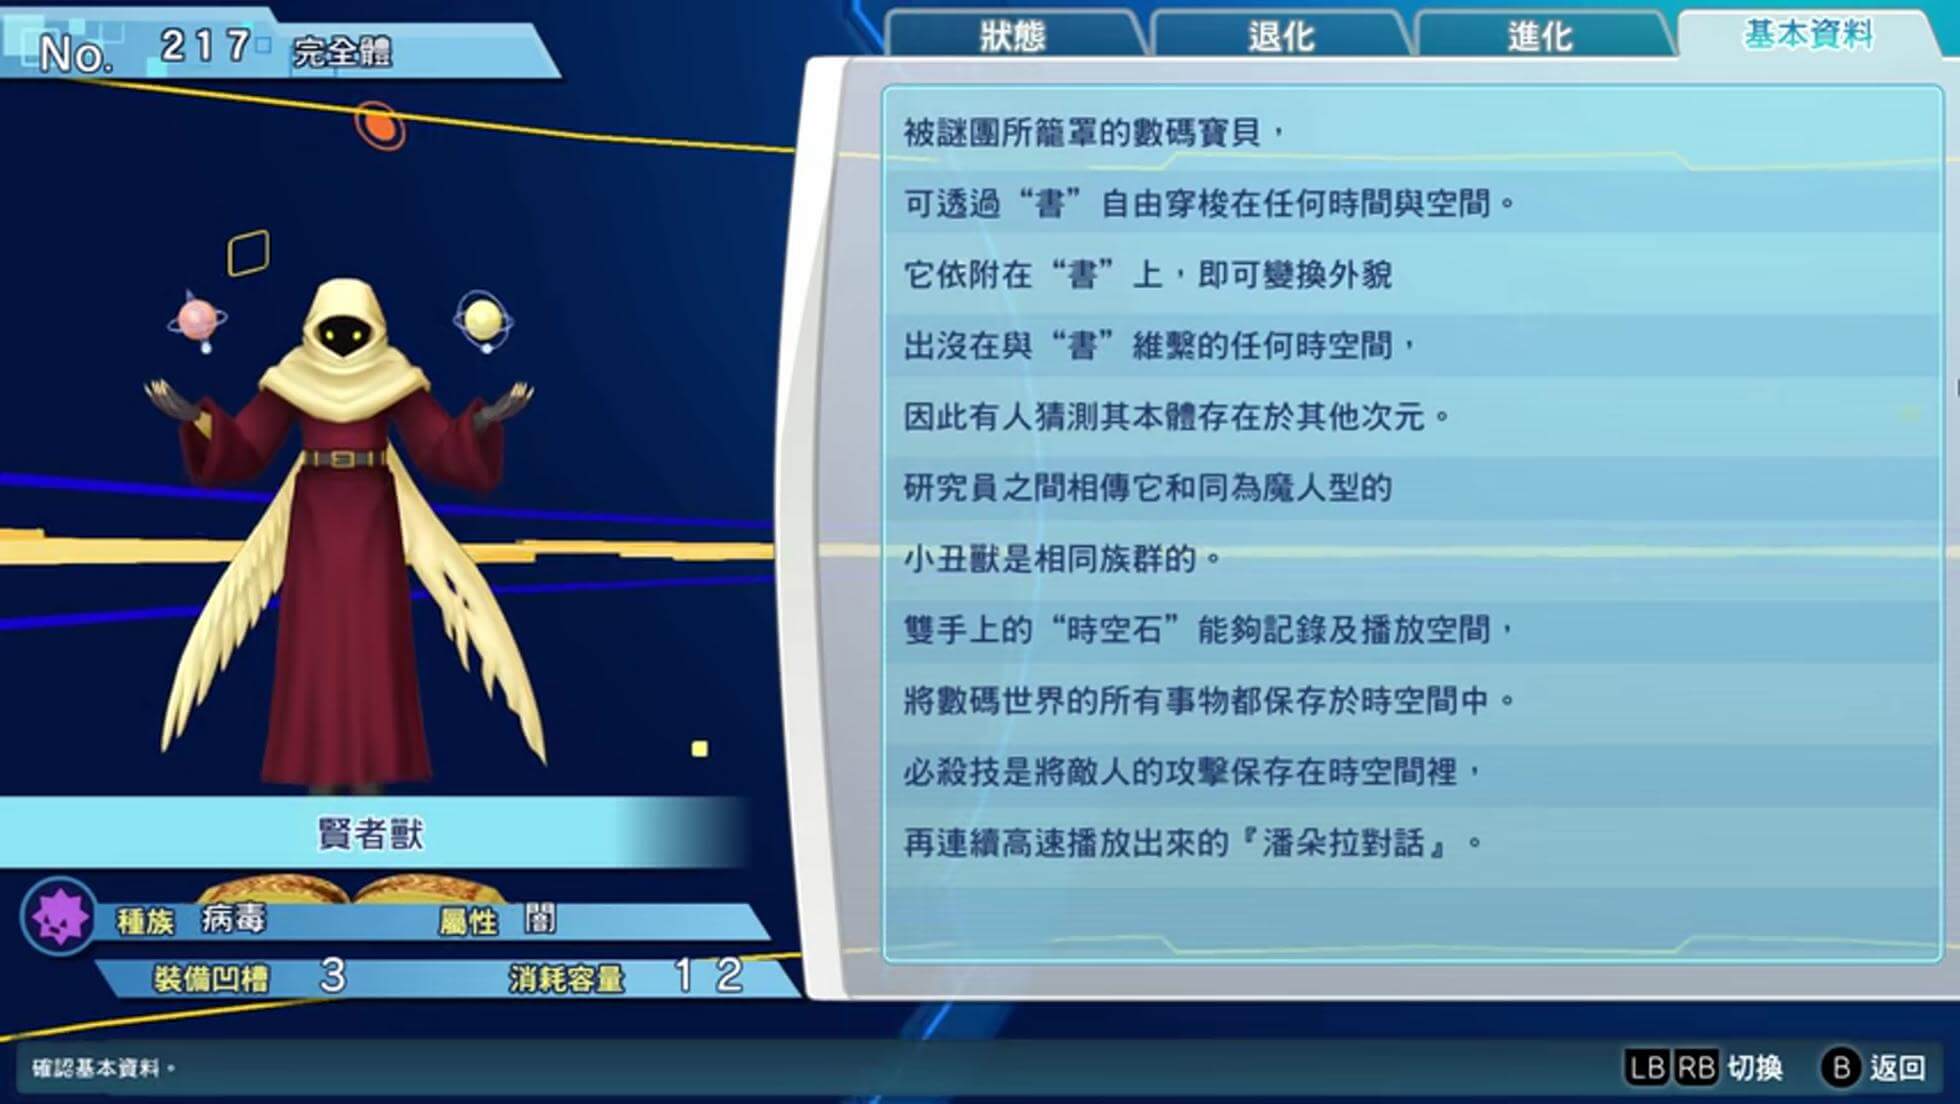 No. 217 完全體
狀態
退化
進化
基本資料
被謎團所籠罩的數碼寶貝，
可透過“書”自由穿梭在任何時間與空間。
它依附在“書”上，即可變換外貌
出沒在與“書”維繫的任何時空間，
因此有人猜測其本體存在於其他次元。
研究員之間相傳它和同為魔人型的
小丑獸是相同族群的。
雙手上的“時空石”能夠記錄及播放空間，
將數碼世界的所有事物都保存於時空間中。
必殺技是將敵人的攻擊保存在時空間裡，
再連續高速播放出來的『潘朵拉對話』。
賢者獸
種族 病毒 屬性 闇
裝備凹槽 3 消耗容量 12
確認基本資料。
LB RB 切換 B 返回